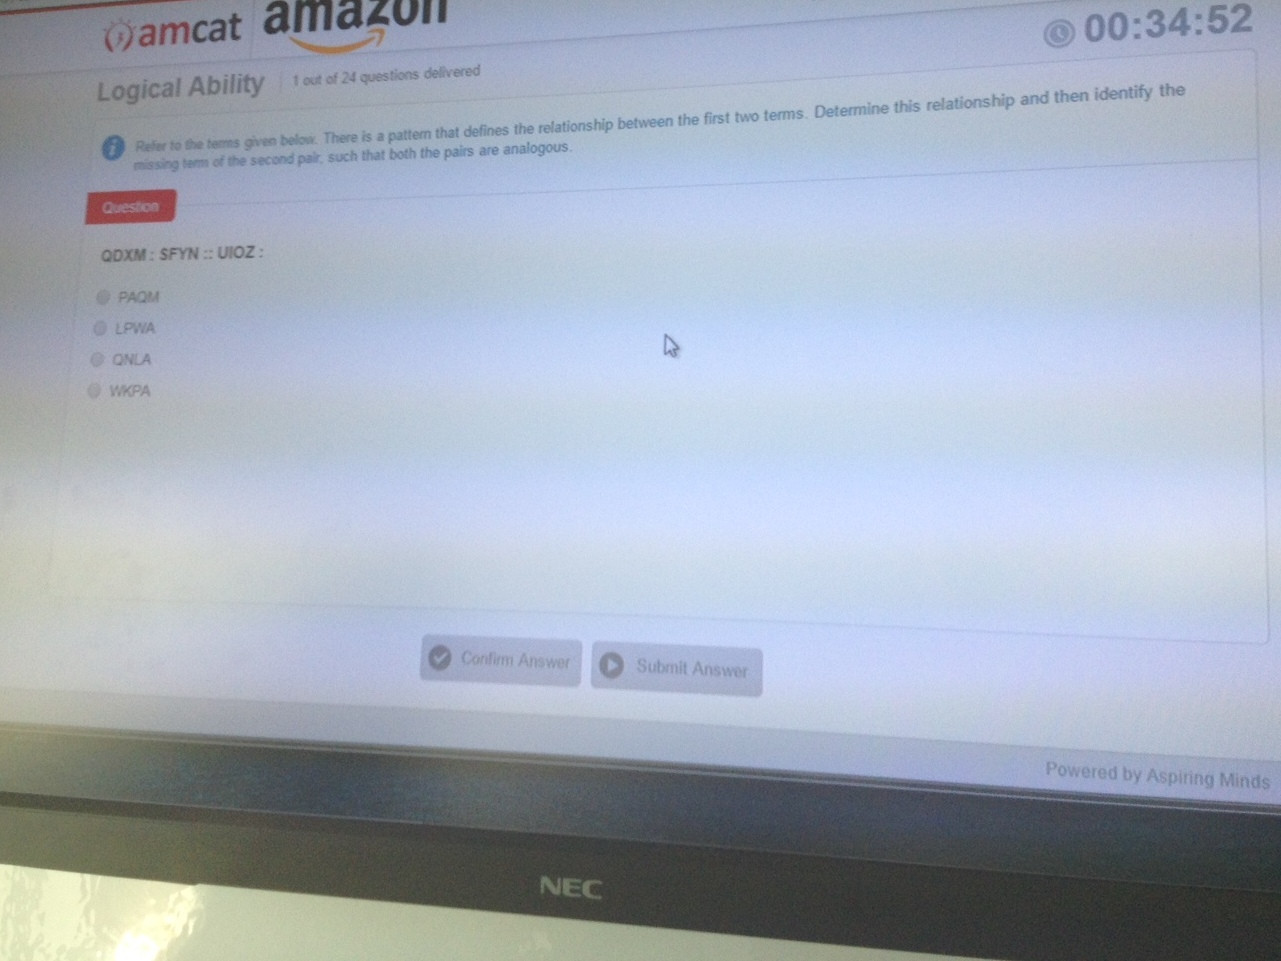 amcat amazon
00:34:52
Logical Ability 1 out of 24 questions delivered
Refer to the terms given below. There is a pattern that defines the relationship between the first two terms. Determine this relationship and then identify the
missing term of the second pair, such that both the pairs are analogous.
Question
QDXM : SFYN :: UIOZ :
PAQM
LPWA
QNLA
WKPA
Confirm Answer
Submit Answer
Powered by Aspiring Minds
NEC